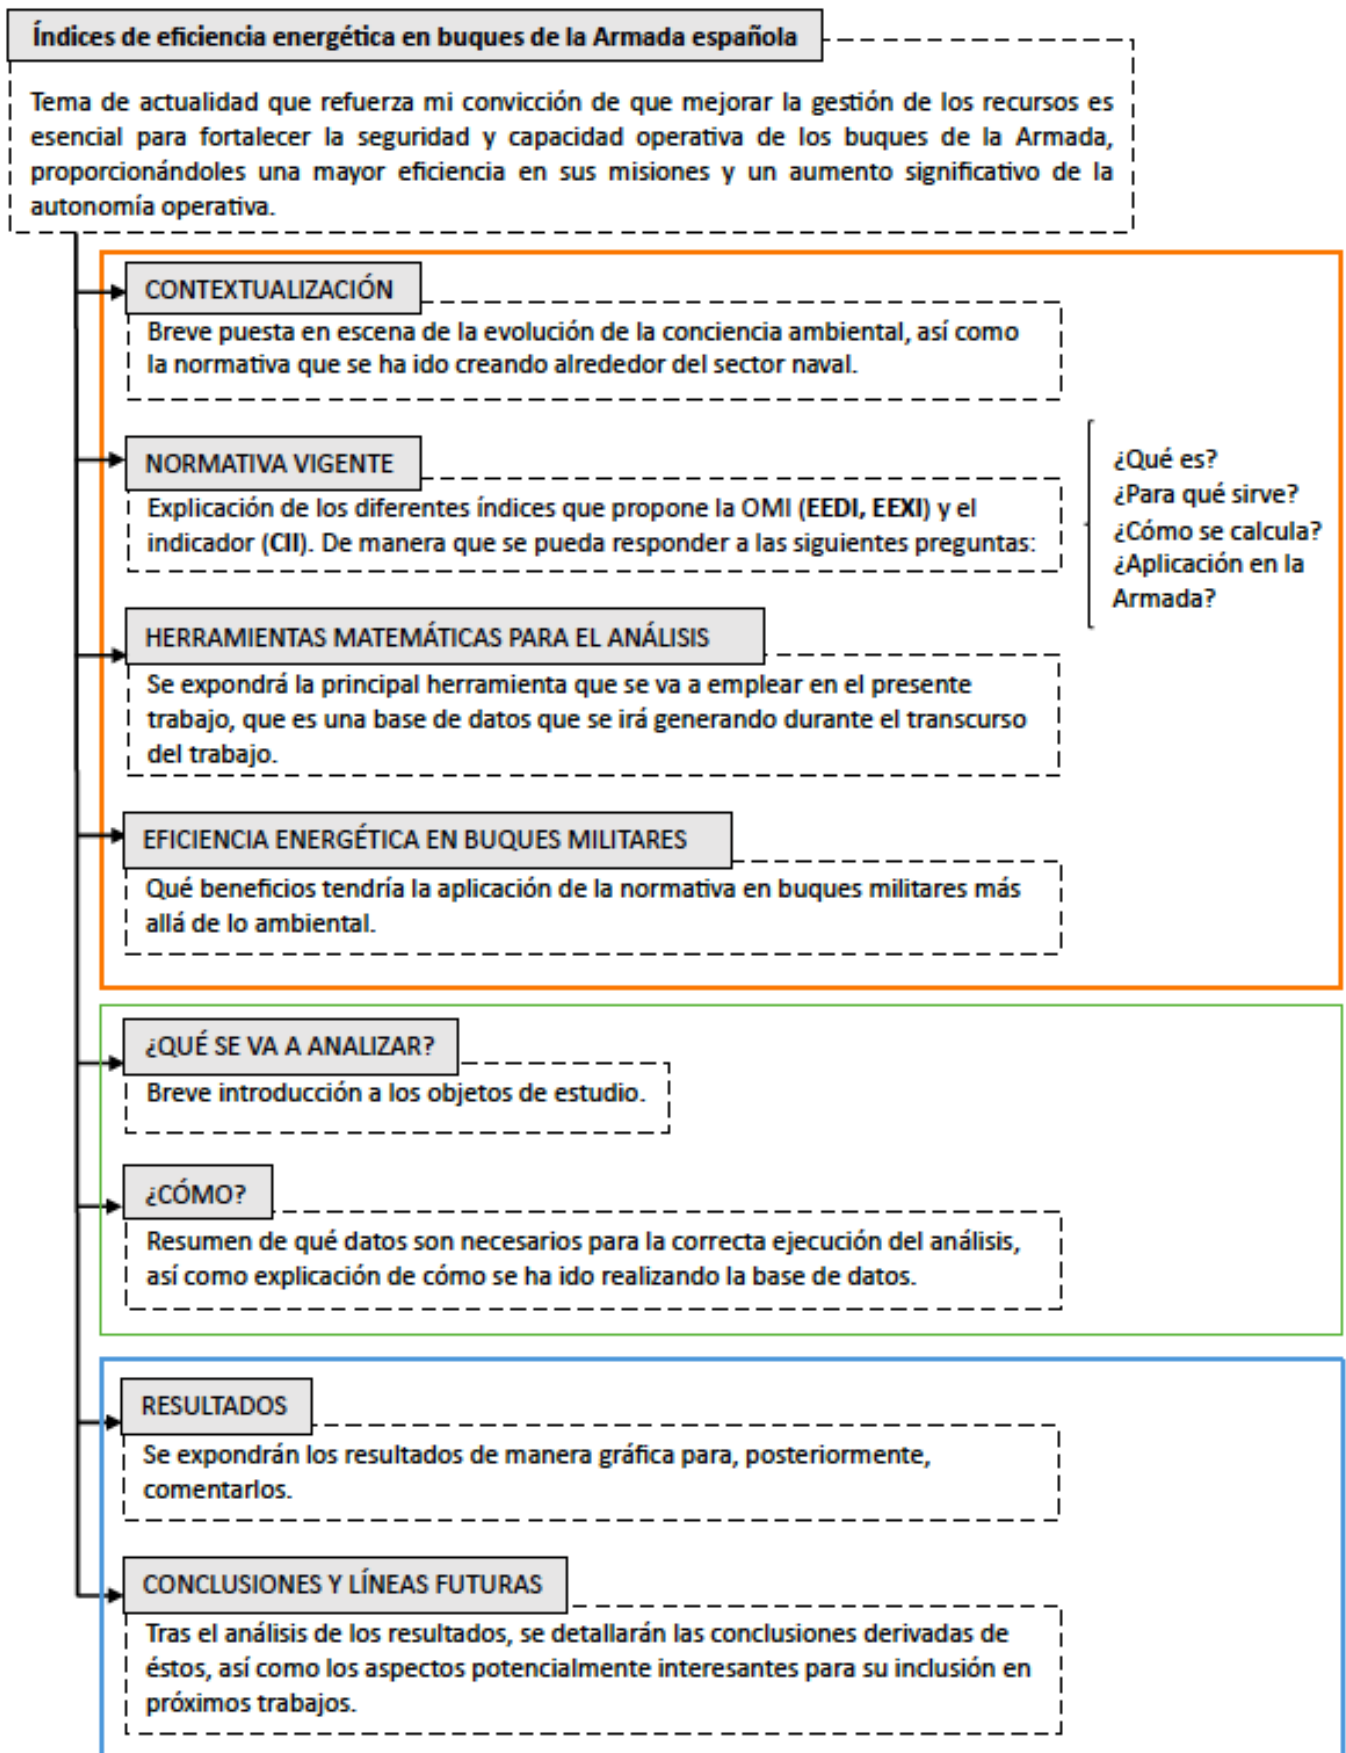 Índices de eficiencia energética en buques de la Armada española
Tema de actualidad que refuerza mi convicción de que mejorar la gestión de los recursos es
esencial para fortalecer la seguridad y capacidad operativa de los buques de la Armada,
proporcionándoles una mayor eficiencia en sus misiones y un aumento significativo de la
autonomía operativa.
CONTEXTUALIZACIÓN
Breve puesta en escena de la evolución de la conciencia ambiental, así como
la normativa que se ha ido creando alrededor del sector naval.
NORMATIVA VIGENTE
Explicación de los diferentes índices que propone la OMI (EEDI, EEXI) y el
indicador (CII). De manera que se pueda responder a las siguientes preguntas:
¿Qué es?
¿Para qué sirve?
¿Cómo se calcula?
¿Aplicación en la
Armada?
HERRAMIENTAS MATEMÁTICAS PARA EL ANÁLISIS
Se expondrá la principal herramienta que se va a emplear en el presente
trabajo, que es una base de datos que se irá generando durante el transcurso
del trabajo.
EFICIENCIA ENERGÉTICA EN BUQUES MILITARES
Qué beneficios tendría la aplicación de la normativa en buques militares más
allá de lo ambiental.
¿QUÉ SE VA A ANALIZAR?
Breve introducción a los objetos de estudio.
¿CÓMO?
Resumen de qué datos son necesarios para la correcta ejecución del análisis,
así como explicación de cómo se ha ido realizando la base de datos.
RESULTADOS
Se expondrán los resultados de manera gráfica para, posteriormente,
comentarlos.
CONCLUSIONES Y LÍNEAS FUTURAS
Tras el análisis de los resultados, se detallarán las conclusiones derivadas de
éstos, así como los aspectos potencialmente interesantes para su inclusión en
próximos trabajos.